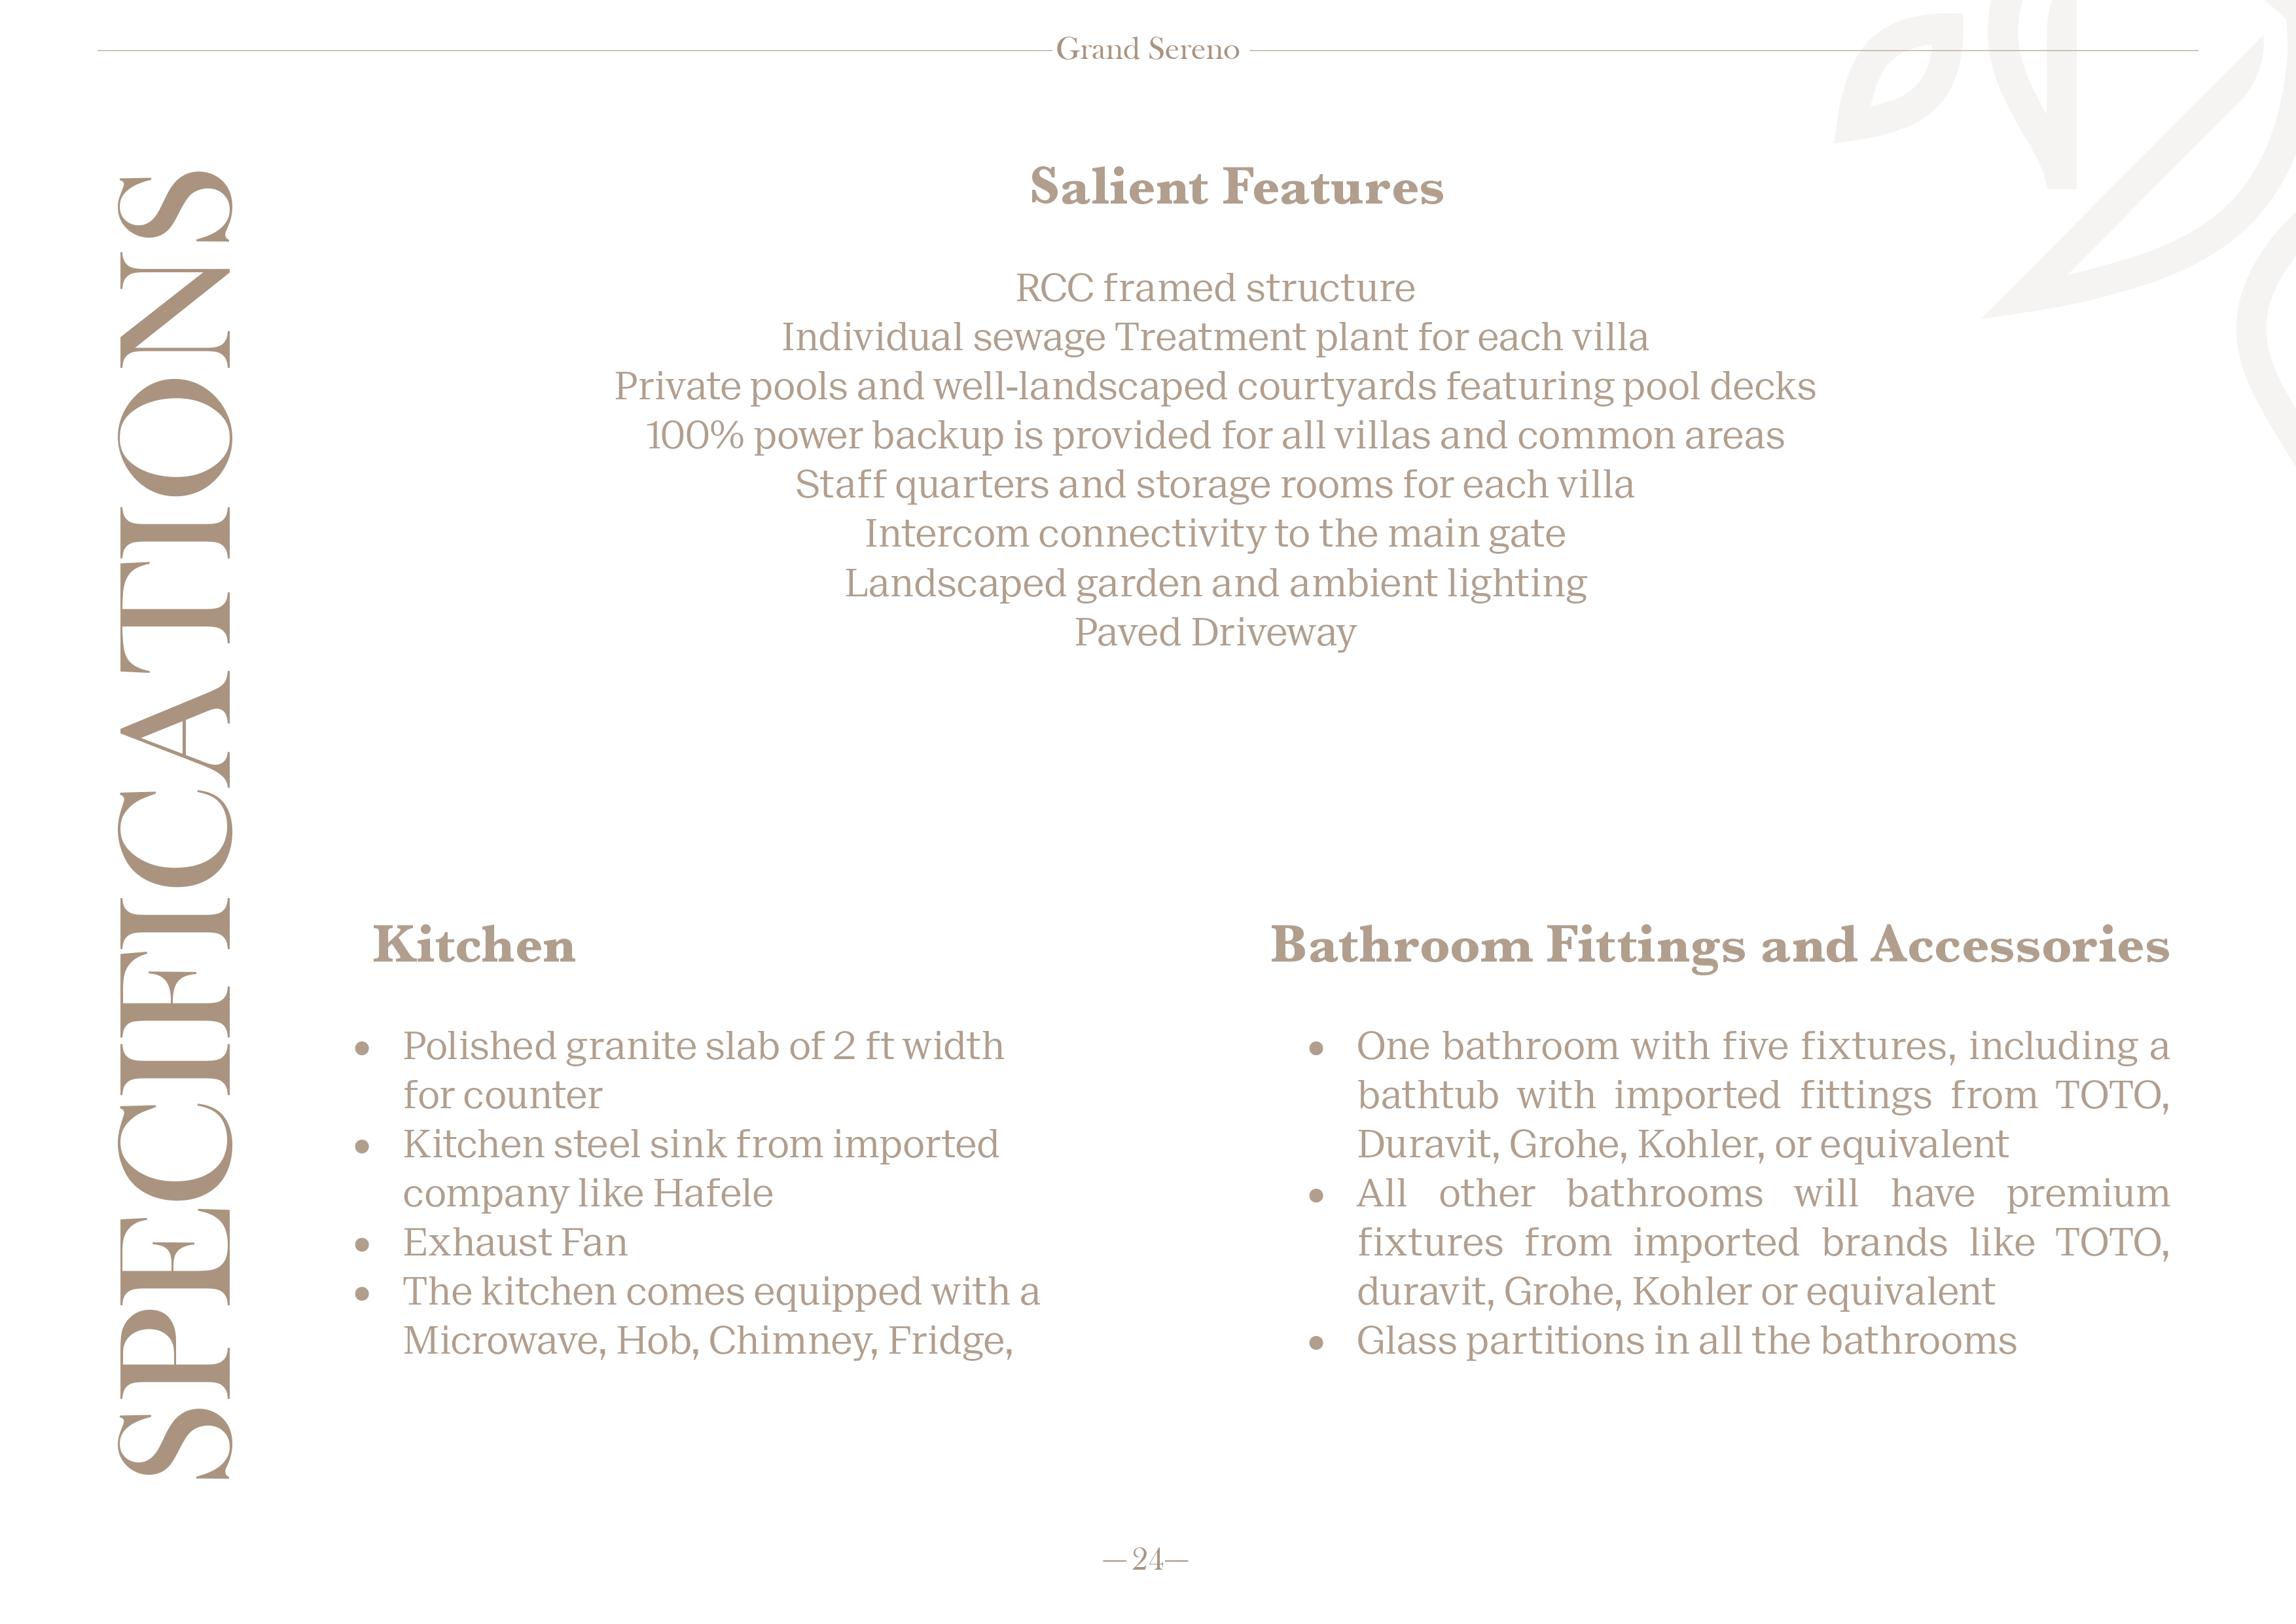 Grand Sereno
SPECIFICATIONS
Salient Features
RCC framed structure
Individual sewage Treatment plant for each villa
Private pools and well-landscaped courtyards featuring pool decks
100% power backup is provided for all villas and common areas
Staff quarters and storage rooms for each villa
Intercom connectivity to the main gate
Landscaped garden and ambient lighting
Paved Driveway
Kitchen
• Polished granite slab of 2 ft width
for counter
• Kitchen steel sink from imported
company like Hafele
• Exhaust Fan
• The kitchen comes equipped with a
Microwave, Hob, Chimney, Fridge,
Bathroom Fittings and Accessories
• One bathroom with five fixtures, including a
bathtub with imported fittings from TOTO,
Duravit, Grohe, Kohler, or equivalent
• All other bathrooms will have premium
fixtures from imported brands like TOTO,
duravit, Grohe, Kohler or equivalent
• Glass partitions in all the bathrooms
—24—